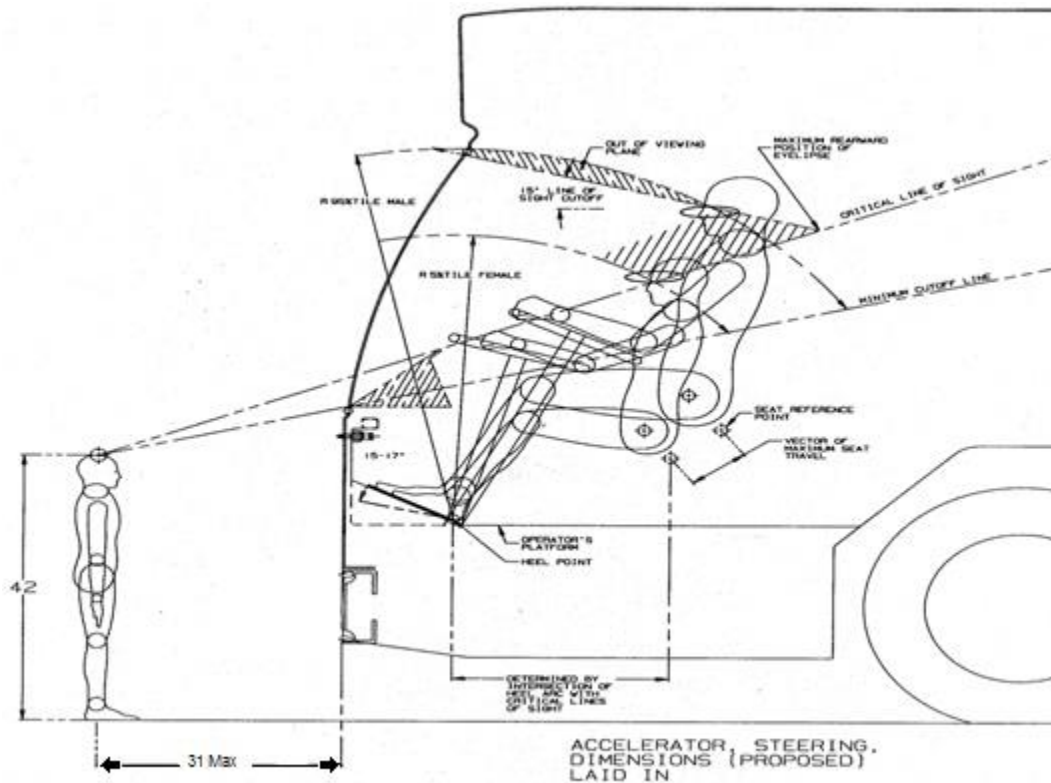 OUT OF VIEWING
PLANE
MAXIMUM REARWARD
POSITION OF
EYELIPSE
15° LINE OF
SIGHT CUTOFF
CRITICAL LINE OF SIGHT
R 95%TILE MALE
R 5%TILE FEMALE
MINIMUM CUTOFF LINE
SEAT REFERENCE
POINT
15-17"
VECTOR OF
MAXIMUM SEAT
TRAVEL
OPERATOR'S
PLATFORM
HEEL POINT
42
DETERMINED BY
INTERSECTION OF
HEEL ARC WITH
CRITICAL LINES
OF SIGHT
31 Max
ACCELERATOR, STEERING,
DIMENSIONS (PROPOSED)
LAID IN